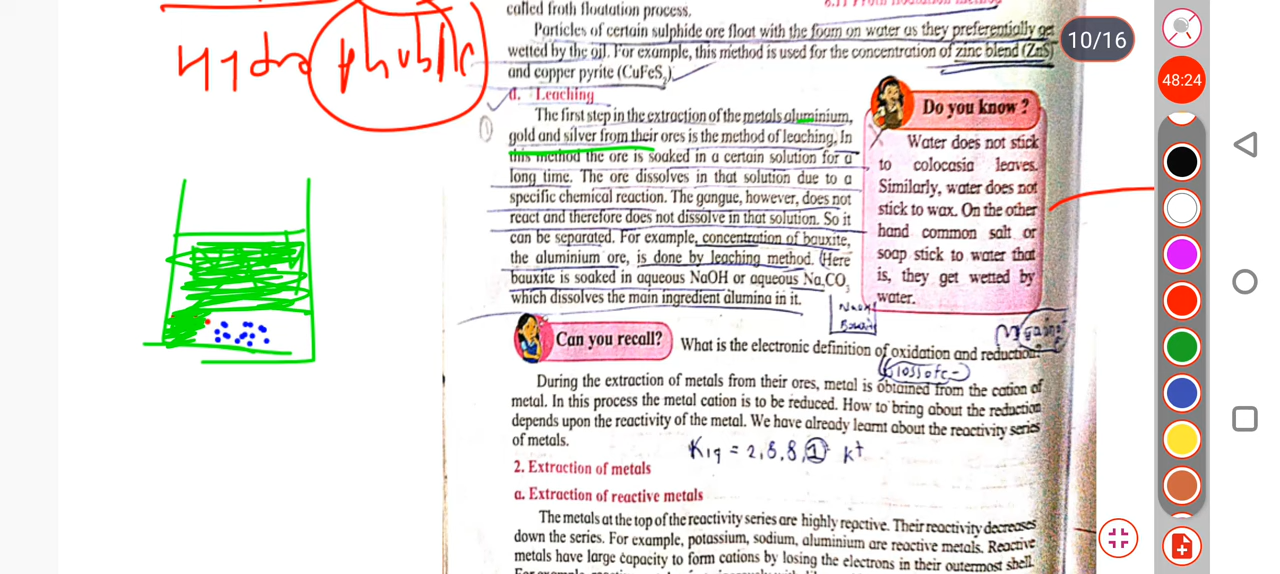 called froth floatation process.
Hydrophobic
Particles of certain sulphide ore float with the foam on water as they preferentially get
wetted by the oil. For example, this method is used for the concentration of zinc blend (ZnS)
and copper pyrite (CuFeS₂)
10/16
48:24
d. Leaching
The first step in the extraction of the metals aluminium,
gold and silver from their ores is the method of leaching. In
this method the ore is soaked in a certain solution for a
long time. The ore dissolves in that solution due to a
specific chemical reaction. The gangue, however, does not
react and therefore does not dissolve in that solution. So it
can be separated. For example, concentration of bauxite,
the aluminium ore, is done by leaching method. Here
bauxite is soaked in aqueous NaOH or aqueous Na₂CO₃
which dissolves the main ingredient alumina in it.
Do you know ?
Water does not stick
to colocasia leaves.
Similarly, water does not
stick to wax. On the other
hand common salt or
soap stick to water that
is, they get wetted by
water.
NaOH
Can you recall?
What is the electronic definition of oxidation and reduction?
loss of e-
During the extraction of metals from their ores, metal is obtained from the cation of
metal. In this process the metal cation is to be reduced. How to bring about the reduction
depends upon the reactivity of the metal. We have already learnt about the reactivity series
of metals.
K19 = 2,8,8,1 K+
2. Extraction of metals
a. Extraction of reactive metals
The metals at the top of the reactivity series are highly reactive. Their reactivity decreases
down the series. For example, potassium, sodium, aluminium are reactive metals. Reactive
metals have large capacity to form cations by losing the electrons in their outermost shell.